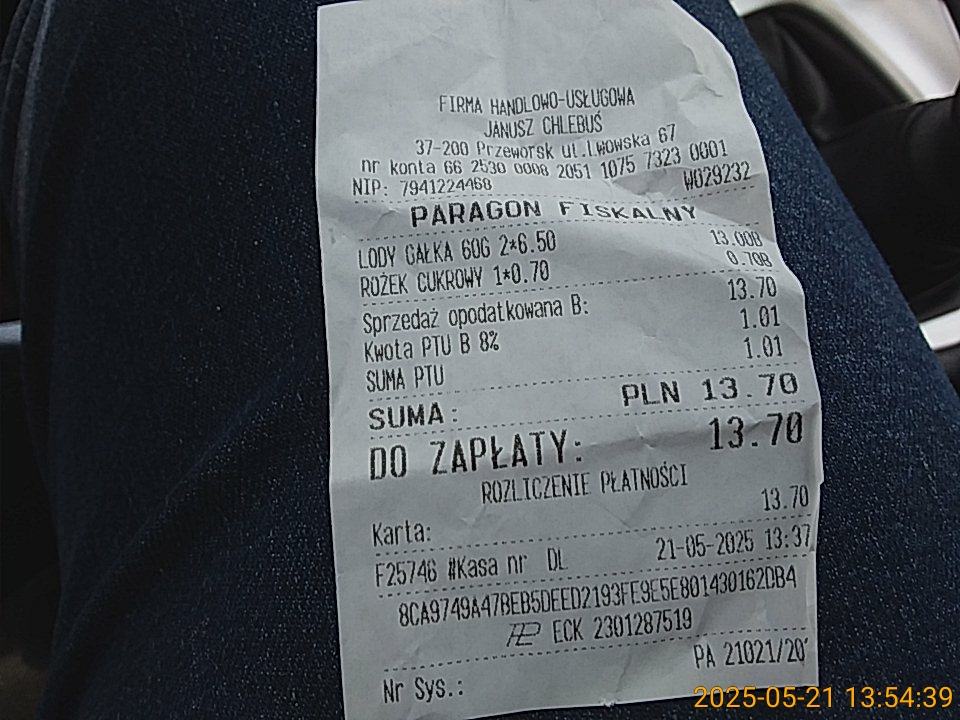 FIRMA HANDLOWO-USŁUGOWA
JANUSZ CHLEBUŚ
37-200 Przeworsk ul.Lwowska 67
nr konta 66 2530 0008 2051 1075 7323 0001
NIP: 7941224468 W029232
PARAGON FISKALNY
LODY GAŁKA 60G 2*6.50 13.00B
ROŻEK CUKROWY 1*0.70 0.70B
Sprzedaż opodatkowana B: 13.70
Kwota PTU B 8% 1.01
SUMA PTU 1.01
SUMA: PLN 13.70
DO ZAPŁATY: 13.70
ROZLICZENIE PŁATNOŚCI
Karta: 13.70
F25746 #Kasa nr DL 21-05-2025 13:37
8CA9749A47BEB5DEED2193FE9E5E801430162DB4
ECK 2301287519
Nr Sys.: PA 21021/20
2025-05-21 13:54:39